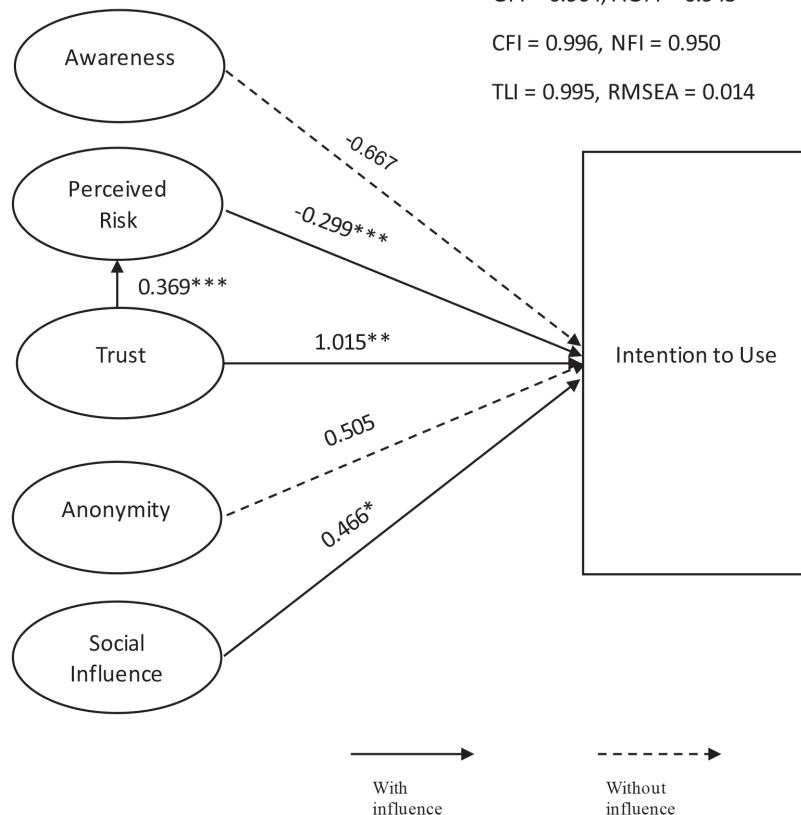 CFI = 0.996, NFI = 0.950
TLI = 0.995, RMSEA = 0.014
Awareness
-0.667
Perceived
Risk
-0.299***
0.369***
Trust
1.015**
Intention to Use
0.505
Anonymity
0.466*
Social
Influence
With
influence
Without
influence